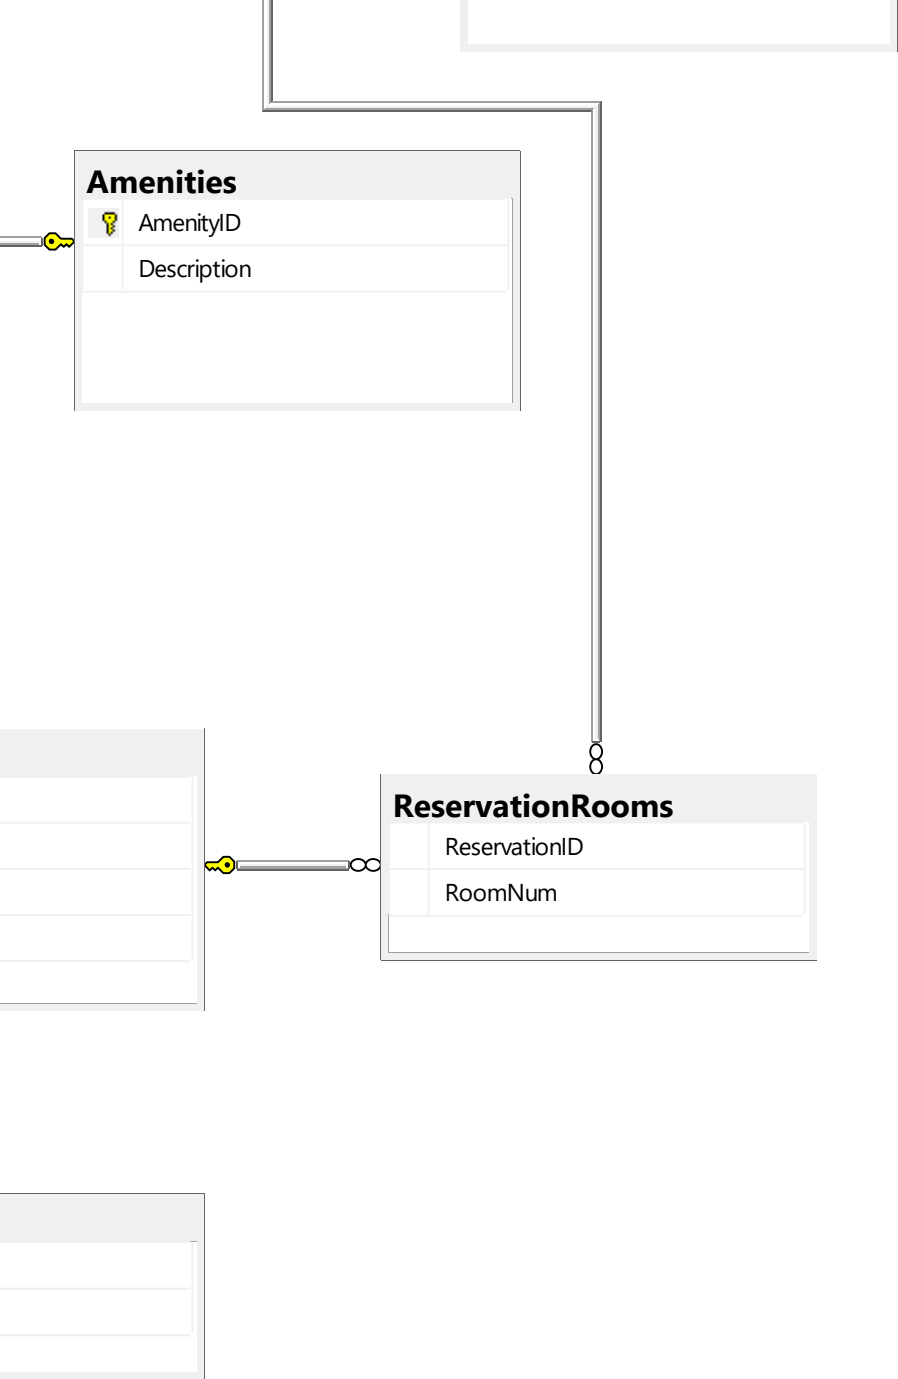 Amenities
AmenityID
Description
ReservationRooms
ReservationID
RoomNum